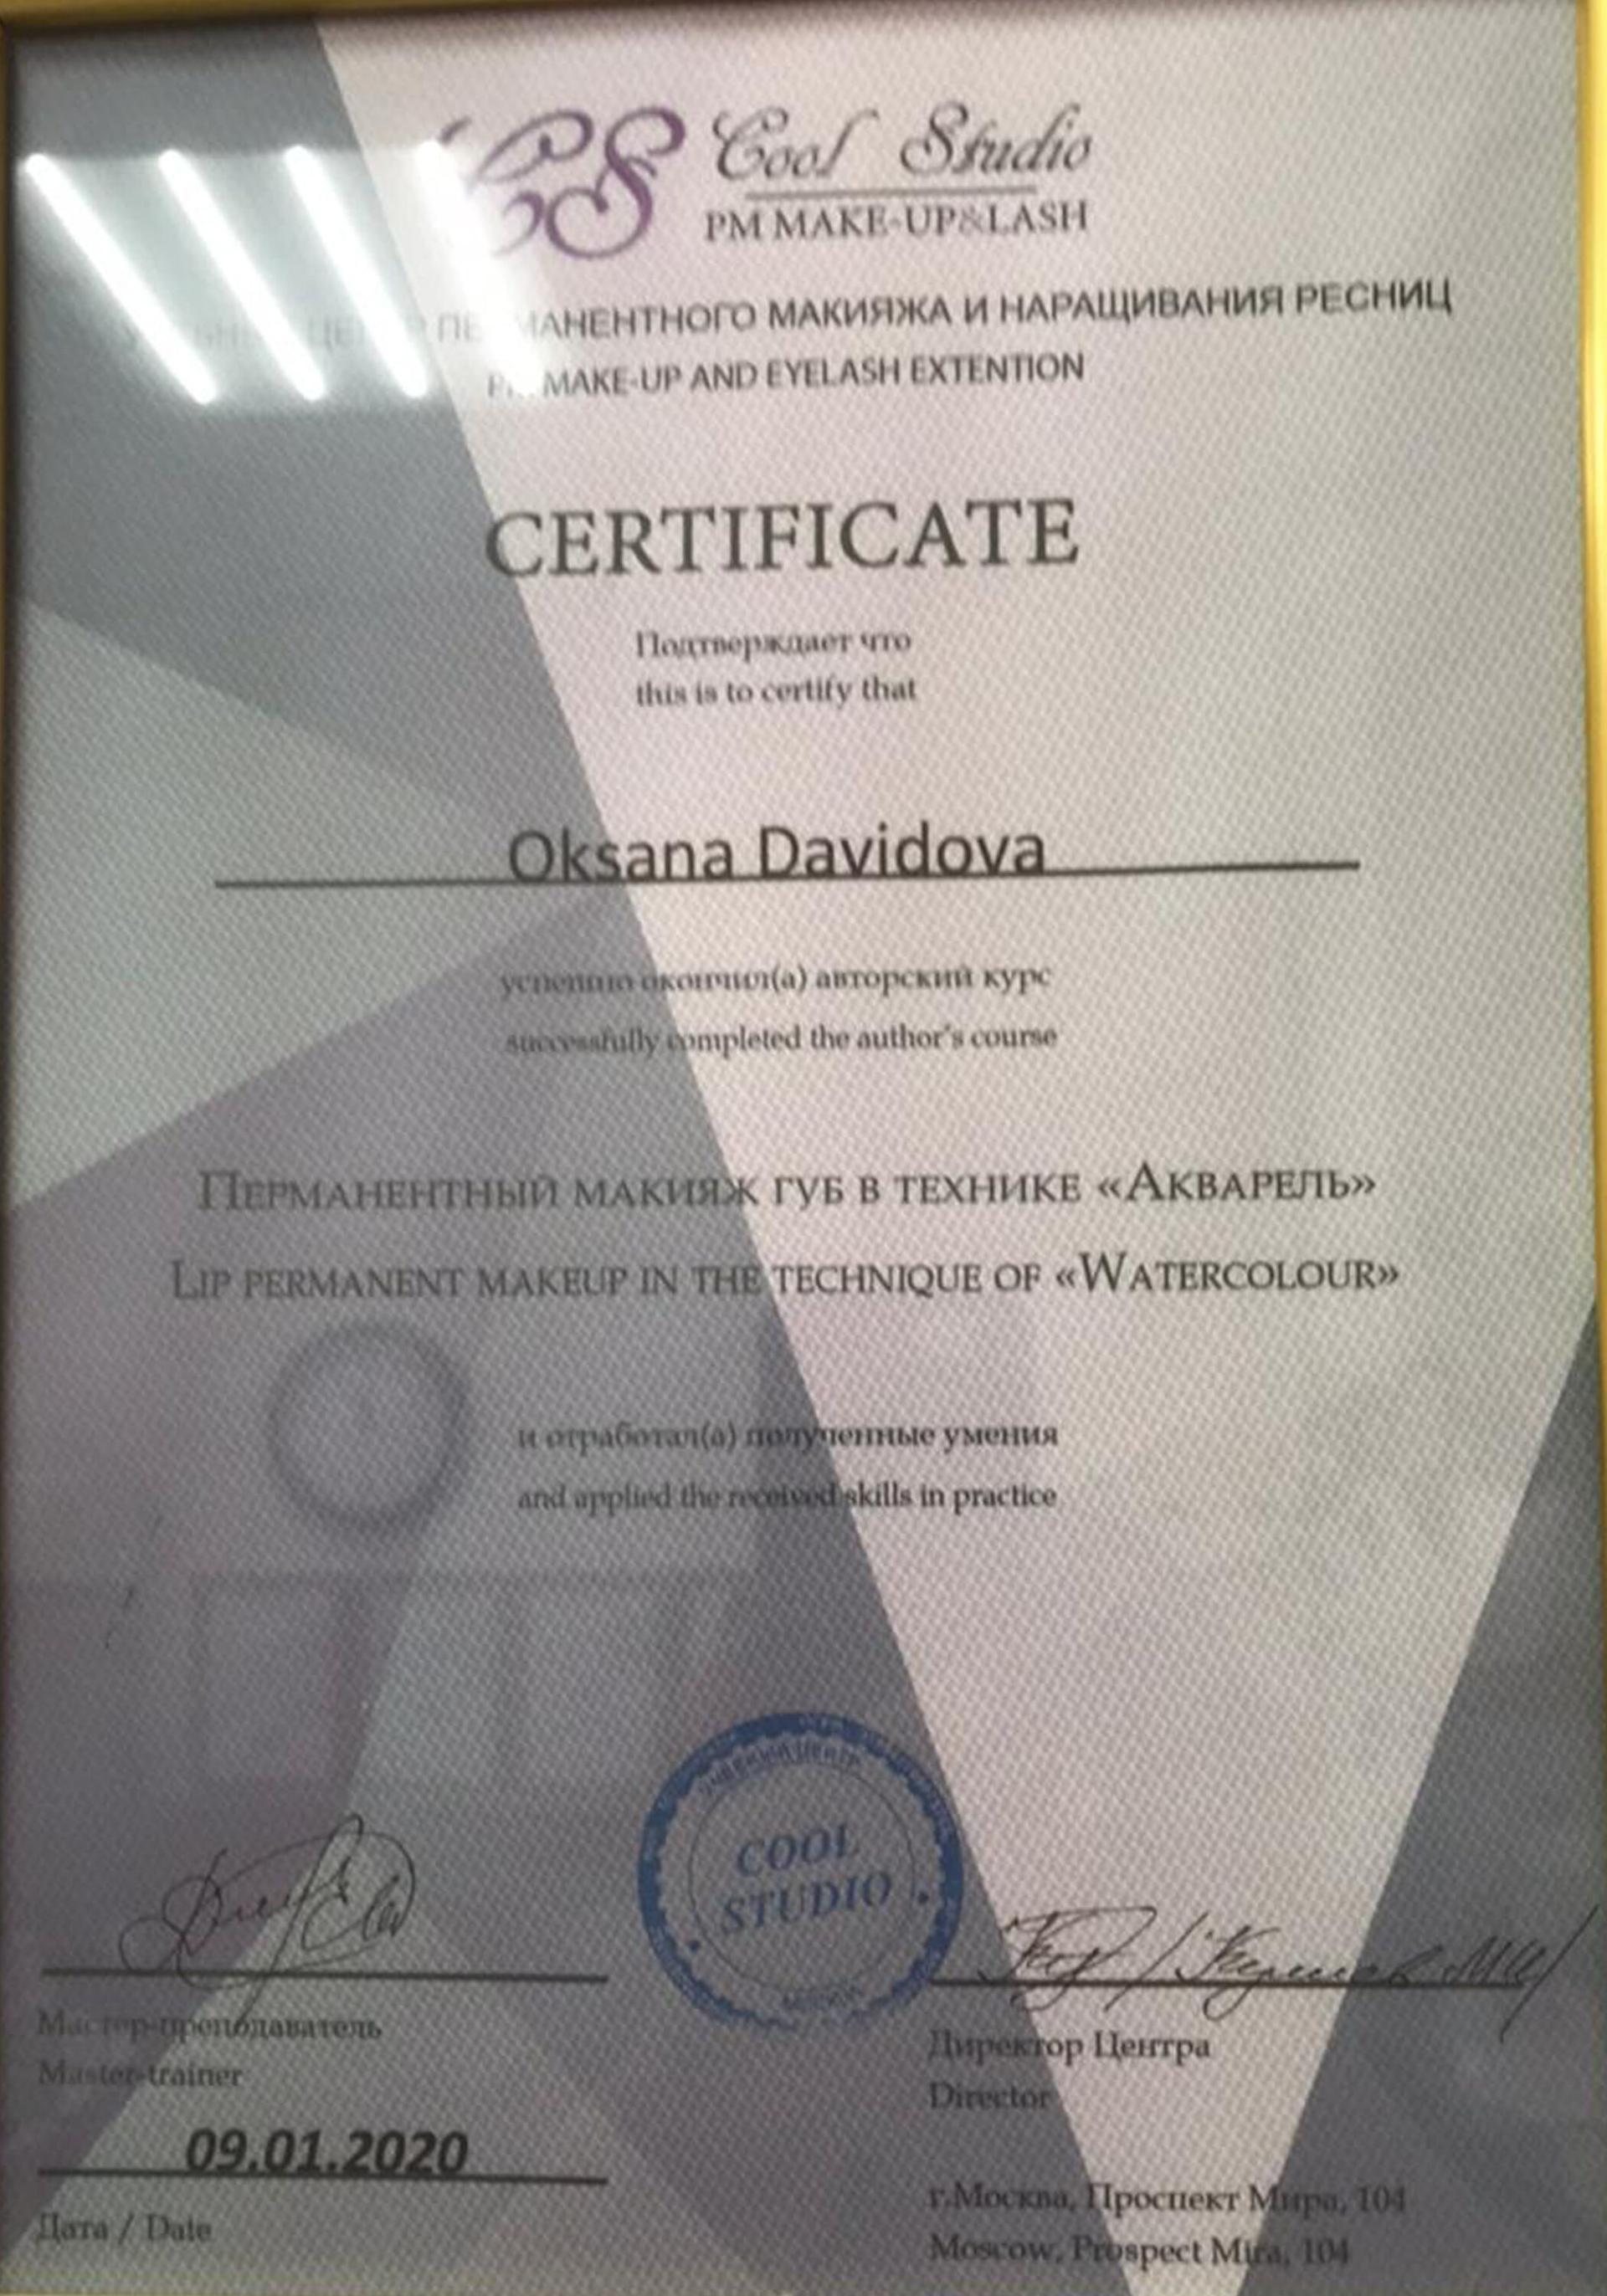 CS Cool Studio
PM MAKE-UP&LASH
ПЕРМАНЕНТНОГО МАКИЯЖА И НАРАЩИВАНИЯ РЕСНИЦ
PM MAKE-UP AND EYELASH EXTENTION
CERTIFICATE
Подтверждает что
this is to certify that
Oksana Davidova
успешно окончил(а) авторский курс
successfully completed the author's course
ПЕРМАНЕНТНЫЙ МАКИЯЖ ГУБ В ТЕХНИКЕ «АКВАРЕЛЬ»
LIP PERMANENT MAKEUP IN THE TECHNIQUE OF «WATERCOLOUR»
и отработал(а) полученные умения
and applied the received skills in practice
COOL
STUDIO
Мастер-преподаватель
Master-trainer
Директор Центра
Director
09.01.2020
Дата / Date
г.Москва, Проспект Мира, 104
Moscow, Prospect Mira, 104